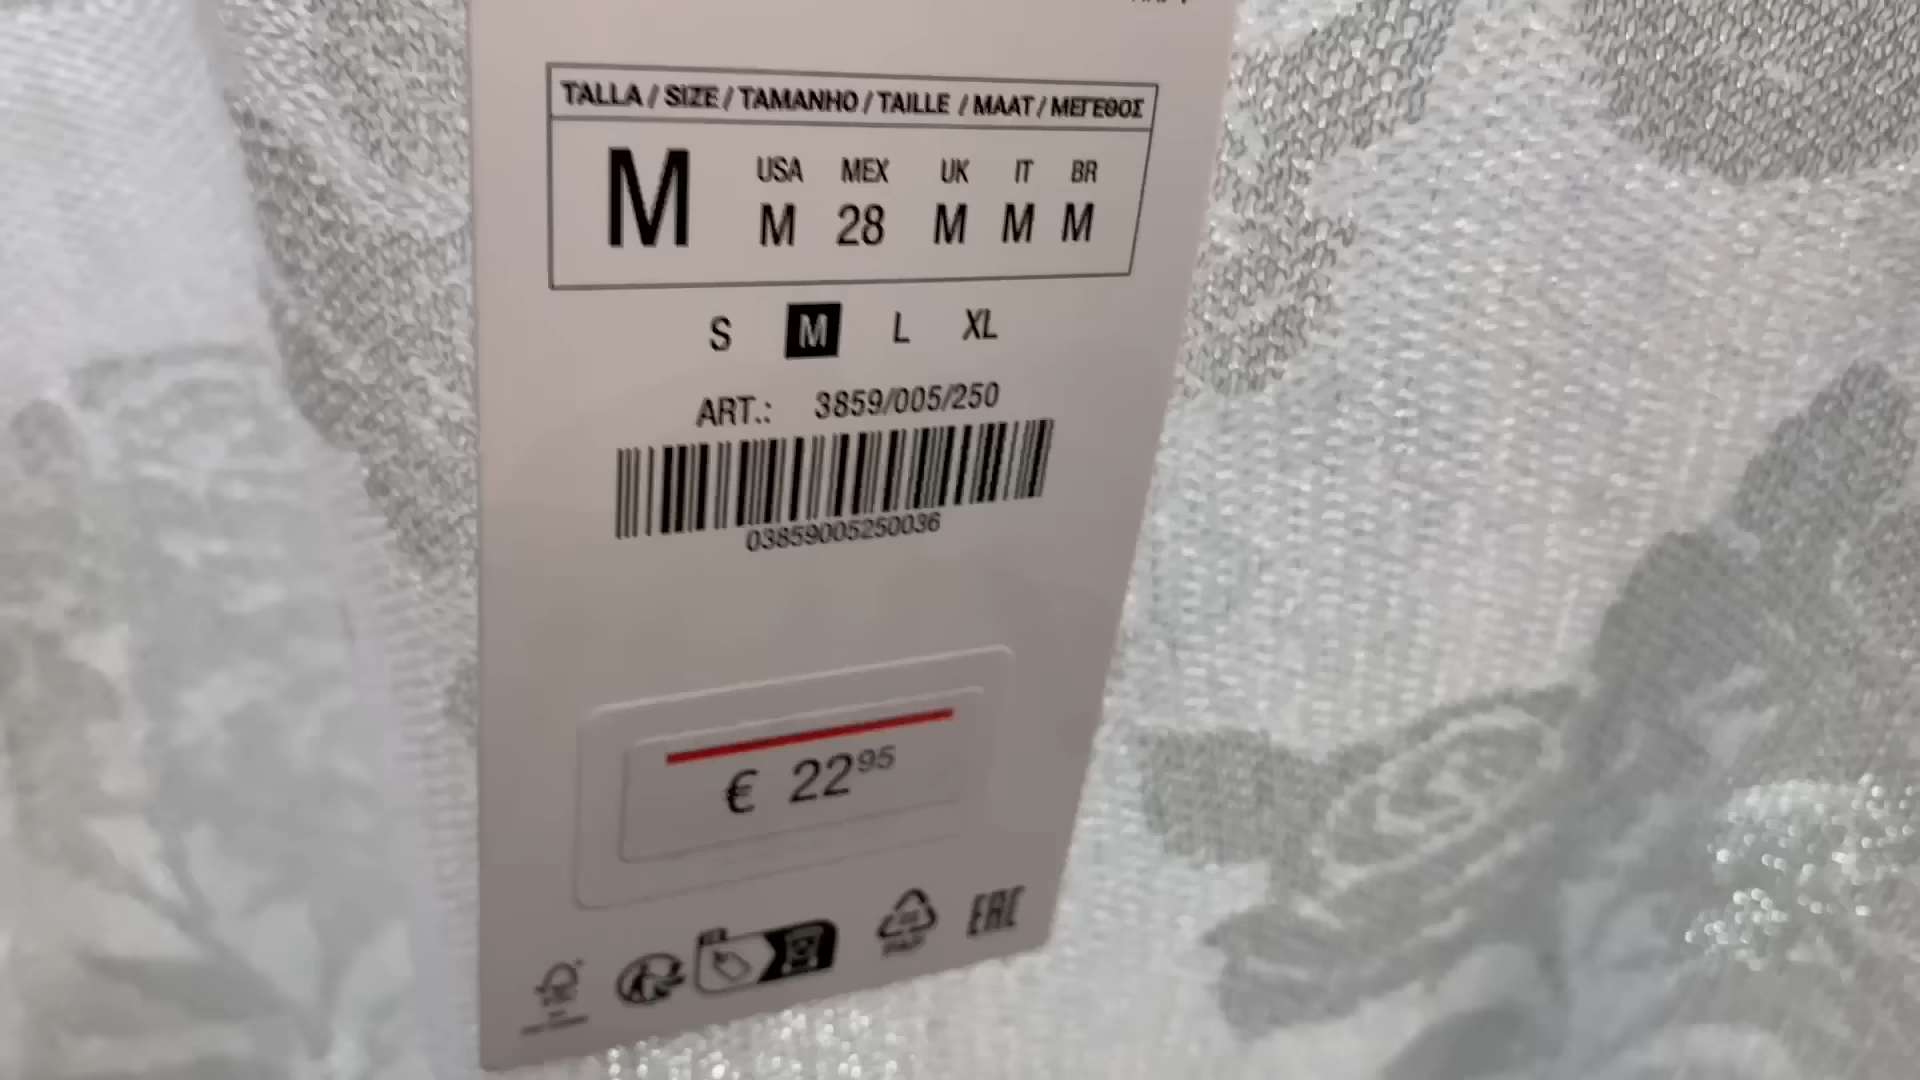 TALLA / SIZE / TAMANHO / TAILLE / MAAT / ΜΕΓΕΘΟΣ
M
USA MEX UK IT BR
M 28 M M M
S M L XL
ART.: 3859/005/250
03859005250036
€ 22⁹⁵
EAC